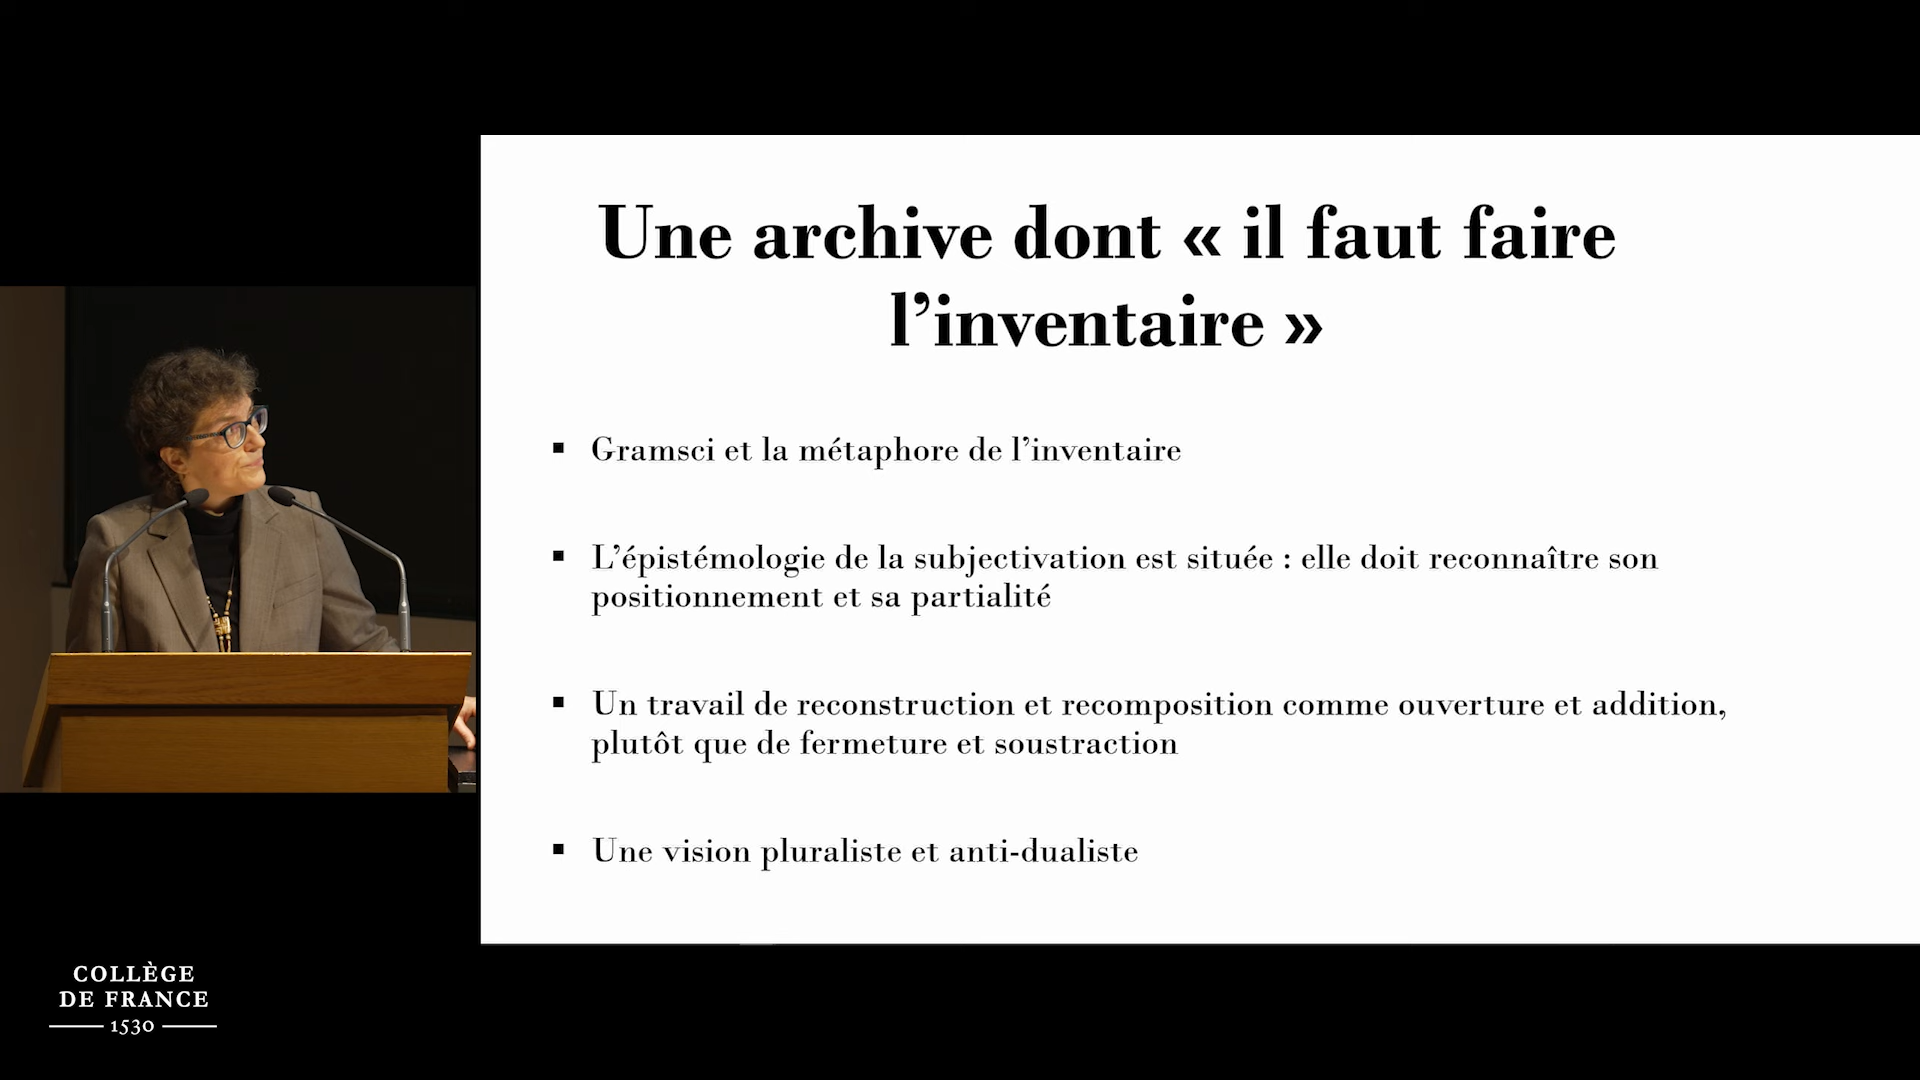 Une archive dont « il faut faire
l’inventaire »
▪ Gramsci et la métaphore de l’inventaire
▪ L’épistémologie de la subjectivation est située : elle doit reconnaître son
positionnement et sa partialité
▪ Un travail de reconstruction et recomposition comme ouverture et addition,
plutôt que de fermeture et soustraction
▪ Une vision pluraliste et anti-dualiste
COLLÈGE
DE FRANCE
1530